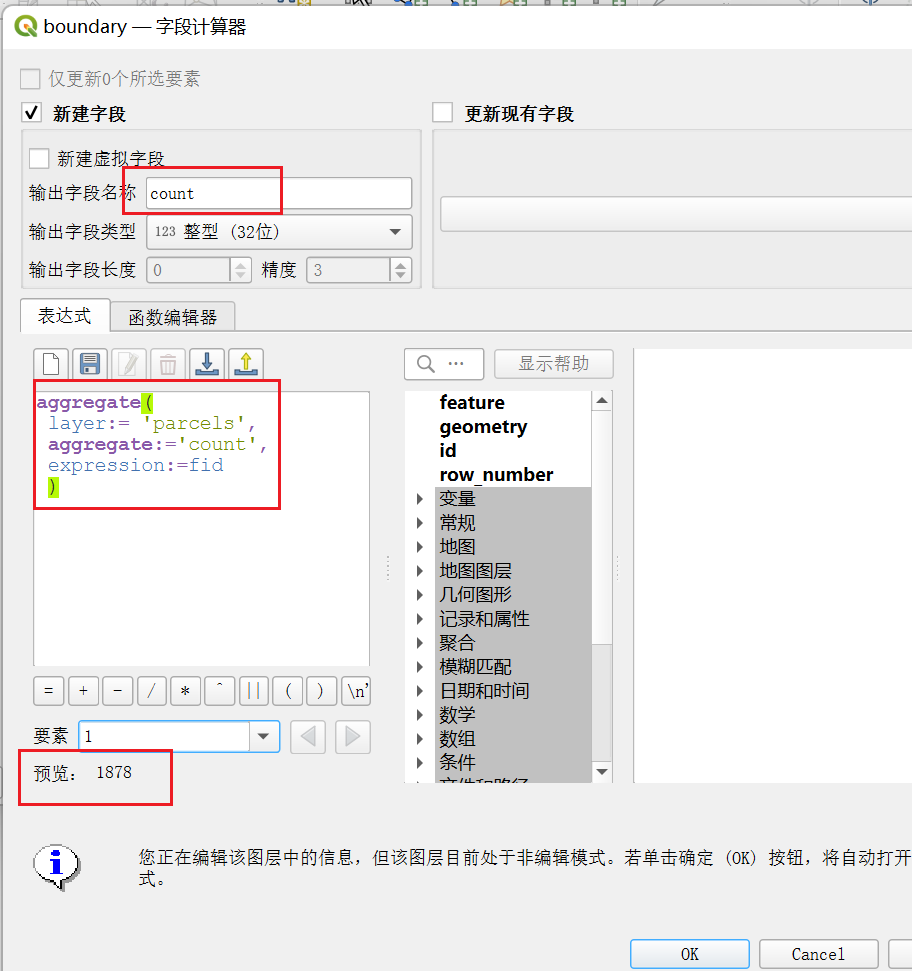 boundary — 字段计算器
仅更新0个所选要素
新建字段
更新现有字段
新建虚拟字段
输出字段名称 count
输出字段类型 123 整型 (32位)
输出字段长度 0 精度 3
表达式 函数编辑器
... 显示帮助
aggregate(
layer:= 'parcels',
aggregate:='count',
expression:=fid
)
feature
geometry
id
row_number
变量
常规
地图
地图图层
几何图形
记录和属性
聚合
模糊匹配
日期和时间
数学
数组
条件
= + - / * ^ || ( ) \n'
要素 1
预览: 1878
您正在编辑该图层中的信息，但该图层目前处于非编辑模式。若单击确定 (OK) 按钮，将自动打开
式。
OK Cancel